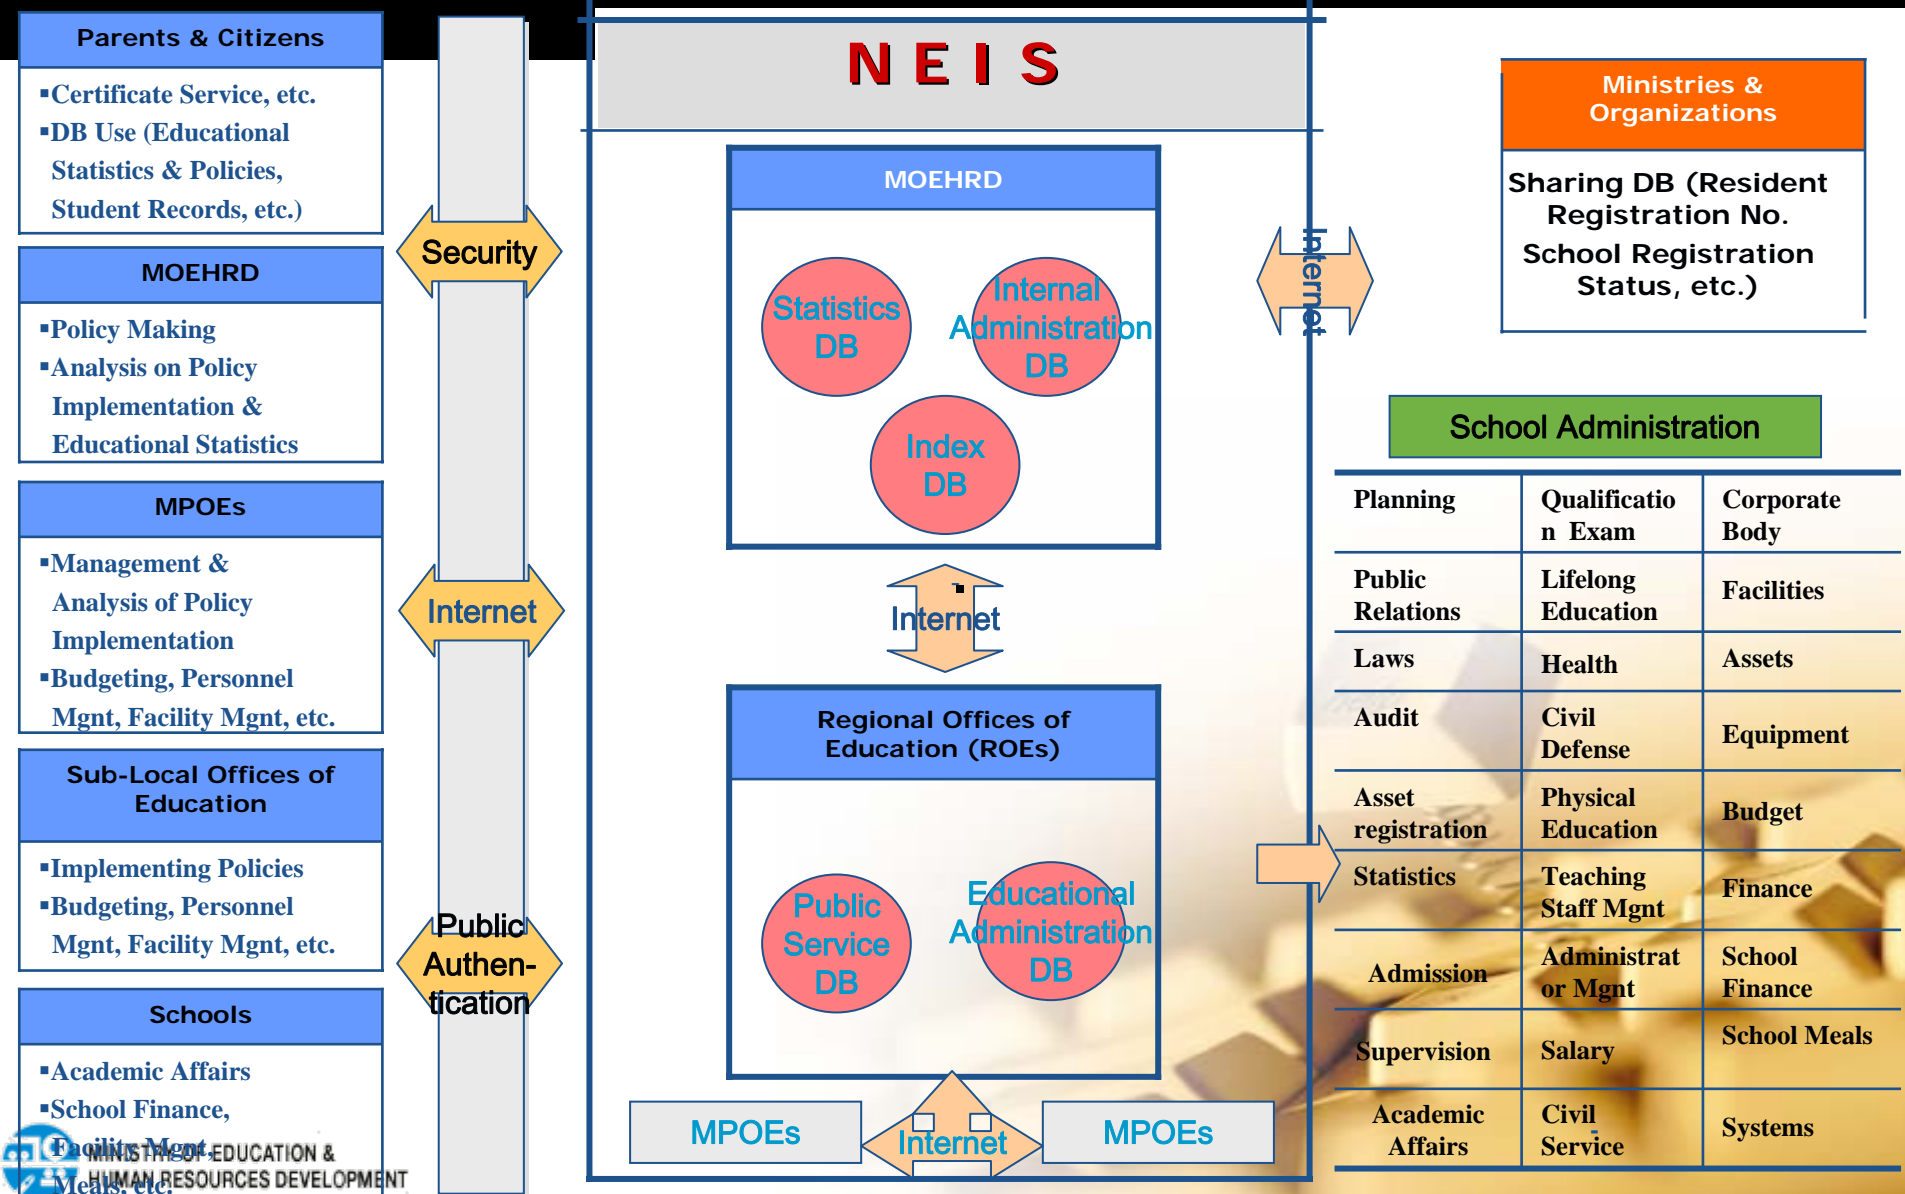 Parents & Citizens
▪Certificate Service, etc.
▪DB Use (Educational
Statistics & Policies,
Student Records, etc.)
MOEHRD
▪Policy Making
▪Analysis on Policy
Implementation &
Educational Statistics
MPOEs
▪Management &
Analysis of Policy
Implementation
▪Budgeting, Personnel
Mgnt, Facility Mgnt, etc.
Sub-Local Offices of
Education
▪Implementing Policies
▪Budgeting, Personnel
Mgnt, Facility Mgnt, etc.
Schools
▪Academic Affairs
▪School Finance,
Facility Mgnt,
Meals, etc.
MINISTRY OF EDUCATION &
HUMAN RESOURCES DEVELOPMENT
Security
Internet
Public
Authen-
tication
N E I S
MOEHRD
Statistics
DB
Internal
Administration
DB
Index
DB
Internet
Regional Offices of
Education (ROEs)
Public
Service
DB
Educational
Administration
DB
MPOEs
Internet
MPOEs
Internet
Ministries &
Organizations
Sharing DB (Resident
Registration No.
School Registration
Status, etc.)
School Administration
Planning
Qualificatio
n Exam
Corporate
Body
Public
Relations
Lifelong
Education
Facilities
Laws
Health
Assets
Audit
Civil
Defense
Equipment
Asset
registration
Physical
Education
Budget
Statistics
Teaching
Staff Mgnt
Finance
Admission
Administrat
or Mgnt
School
Finance
Supervision
Salary
School Meals
Academic
Affairs
Civil
Service
Systems